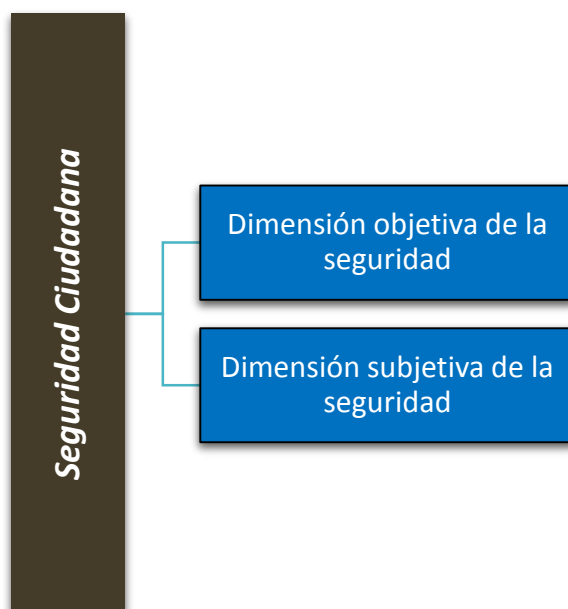 Seguridad Ciudadana
Dimensión objetiva de la
seguridad
Dimensión subjetiva de la
seguridad